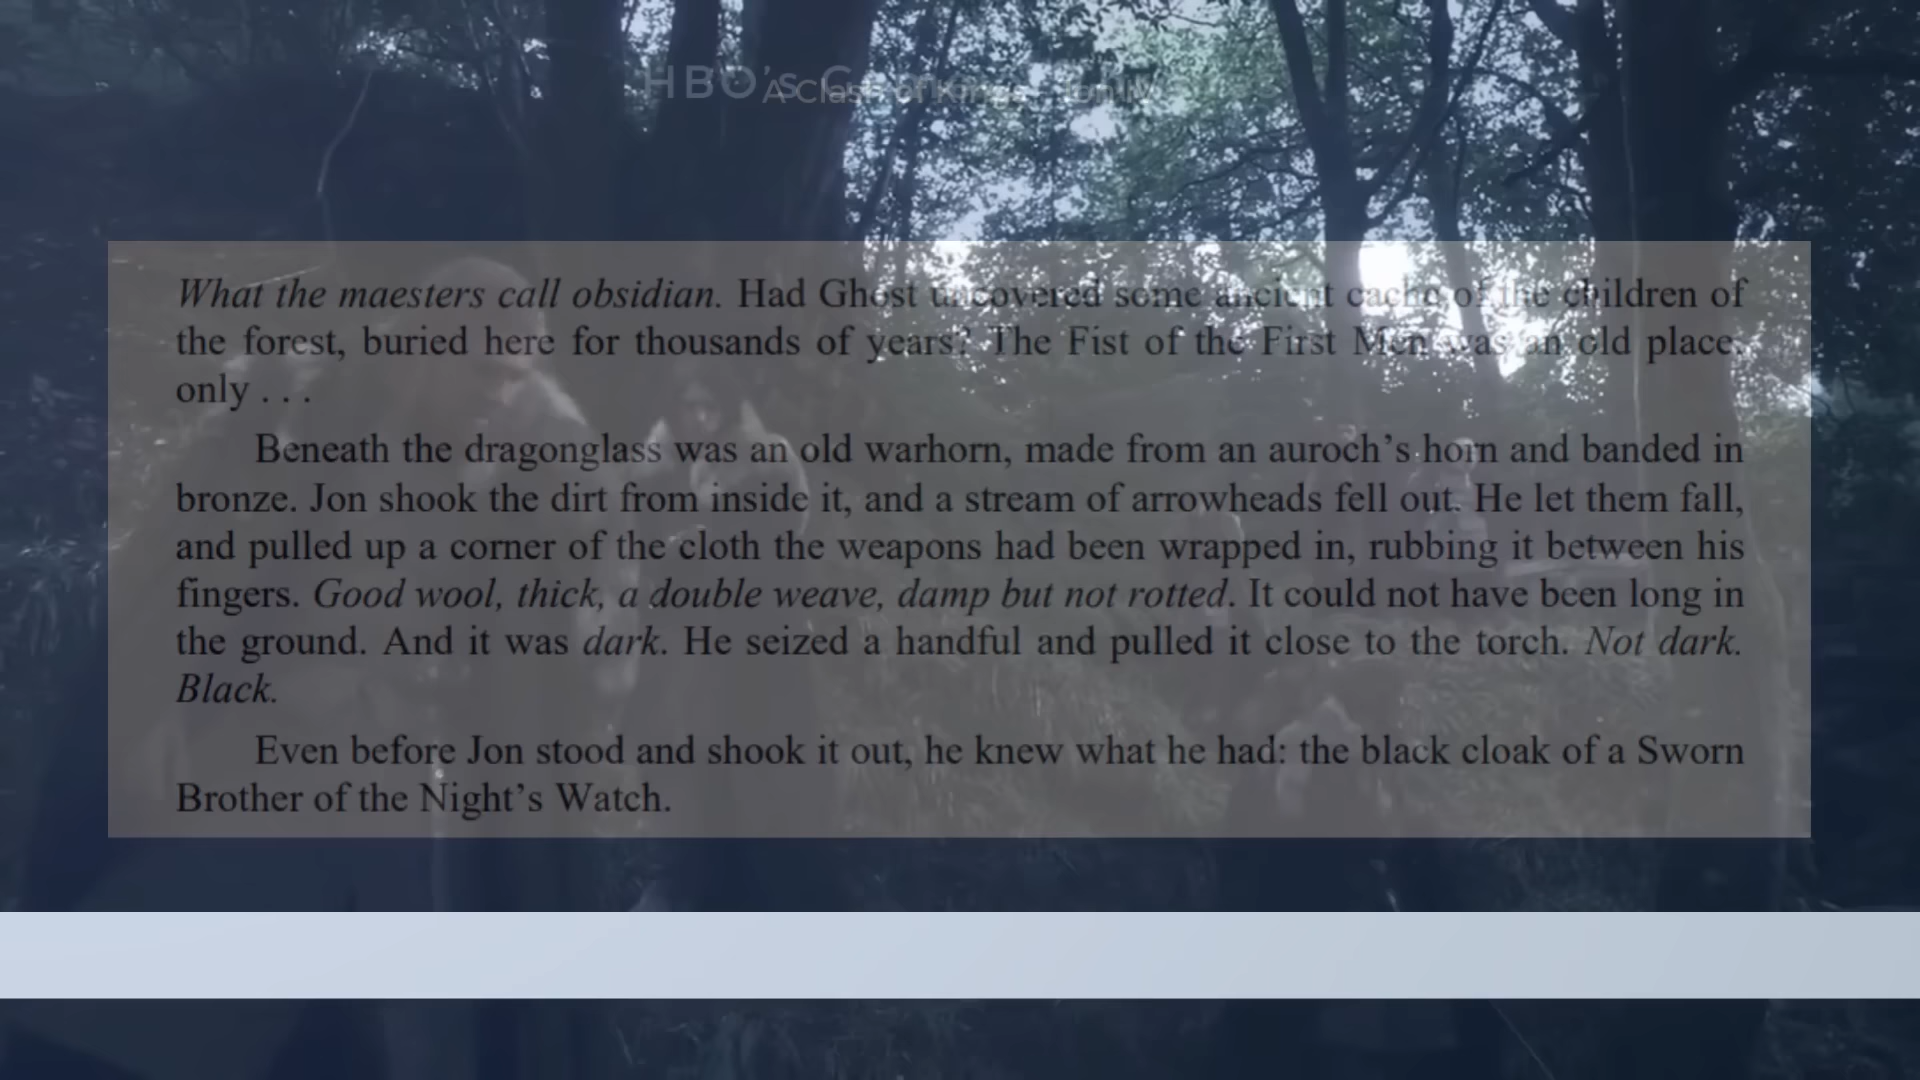 HBO's G
A Clash of Kings - Jon IV
What the maesters call obsidian. Had Ghost uncovered some ancient cache of the children of
the forest, buried here for thousands of years? The Fist of the First Men was an old place,
only . . .
Beneath the dragonglass was an old warhorn, made from an auroch’s horn and banded in
bronze. Jon shook the dirt from inside it, and a stream of arrowheads fell out. He let them fall,
and pulled up a corner of the cloth the weapons had been wrapped in, rubbing it between his
fingers. Good wool, thick, a double weave, damp but not rotted. It could not have been long in
the ground. And it was dark. He seized a handful and pulled it close to the torch. Not dark.
Black.
Even before Jon stood and shook it out, he knew what he had: the black cloak of a Sworn
Brother of the Night’s Watch.